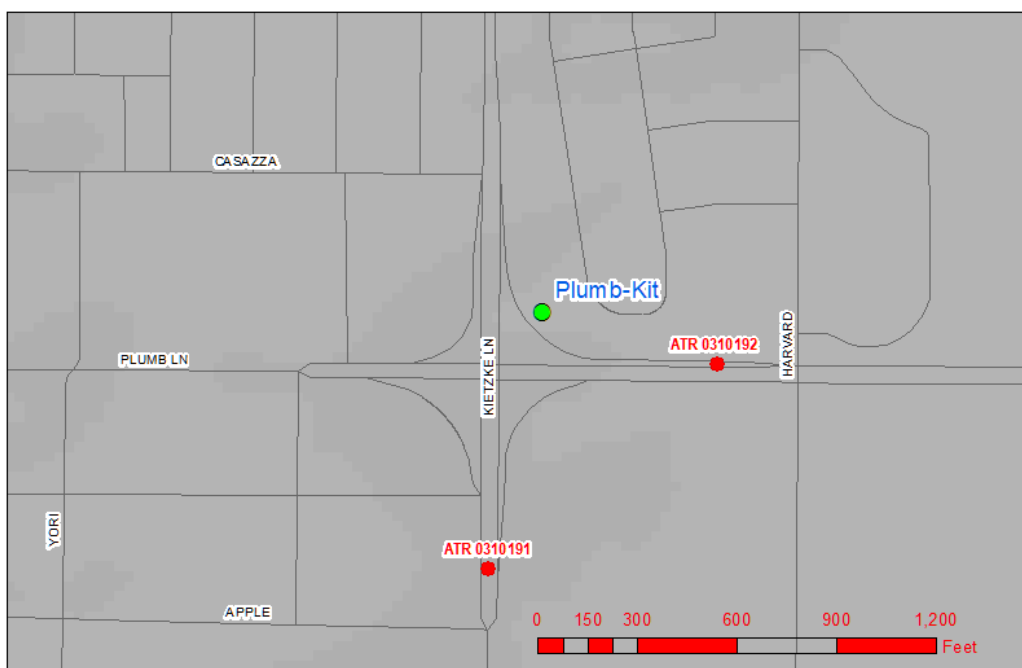 CASAZZA
Plumb-Kit
ATR 0310192
HARVARD
PLUMB LN
KIETZKE LN
YORI
ATR 0310191
APPLE
0 150 300 600 900 1,200
Feet